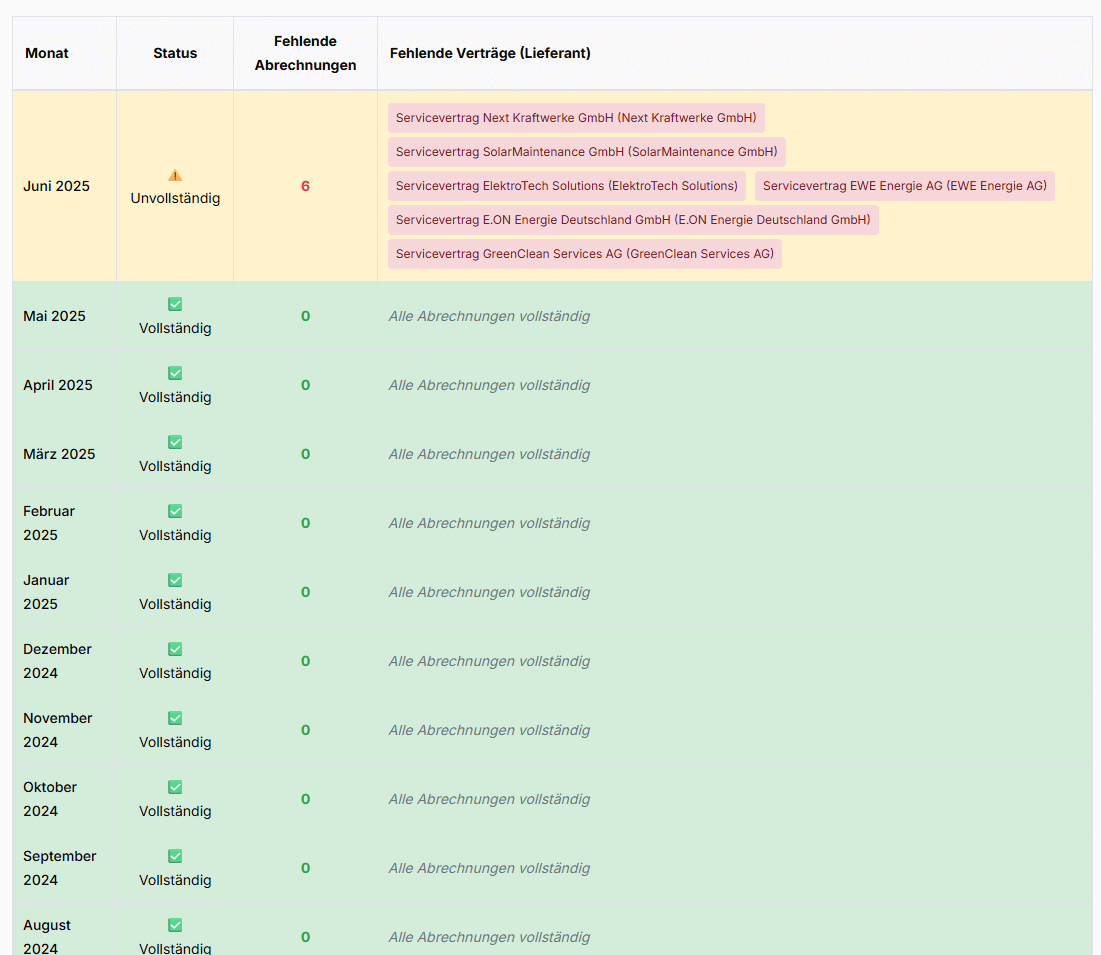 Monat
Status
Fehlende
Abrechnungen
Fehlende Verträge (Lieferant)
Juni 2025
Unvollständig
6
Servicevertrag Next Kraftwerke GmbH (Next Kraftwerke GmbH)
Servicevertrag SolarMaintenance GmbH (SolarMaintenance GmbH)
Servicevertrag ElektroTech Solutions (ElektroTech Solutions)
Servicevertrag EWE Energie AG (EWE Energie AG)
Servicevertrag E.ON Energie Deutschland GmbH (E.ON Energie Deutschland GmbH)
Servicevertrag GreenClean Services AG (GreenClean Services AG)
Mai 2025
Vollständig
0
Alle Abrechnungen vollständig
April 2025
Vollständig
0
Alle Abrechnungen vollständig
März 2025
Vollständig
0
Alle Abrechnungen vollständig
Februar
2025
Vollständig
0
Alle Abrechnungen vollständig
Januar
2025
Vollständig
0
Alle Abrechnungen vollständig
Dezember
2024
Vollständig
0
Alle Abrechnungen vollständig
November
2024
Vollständig
0
Alle Abrechnungen vollständig
Oktober
2024
Vollständig
0
Alle Abrechnungen vollständig
September
2024
Vollständig
0
Alle Abrechnungen vollständig
August
2024
Vollständig
0
Alle Abrechnungen vollständig